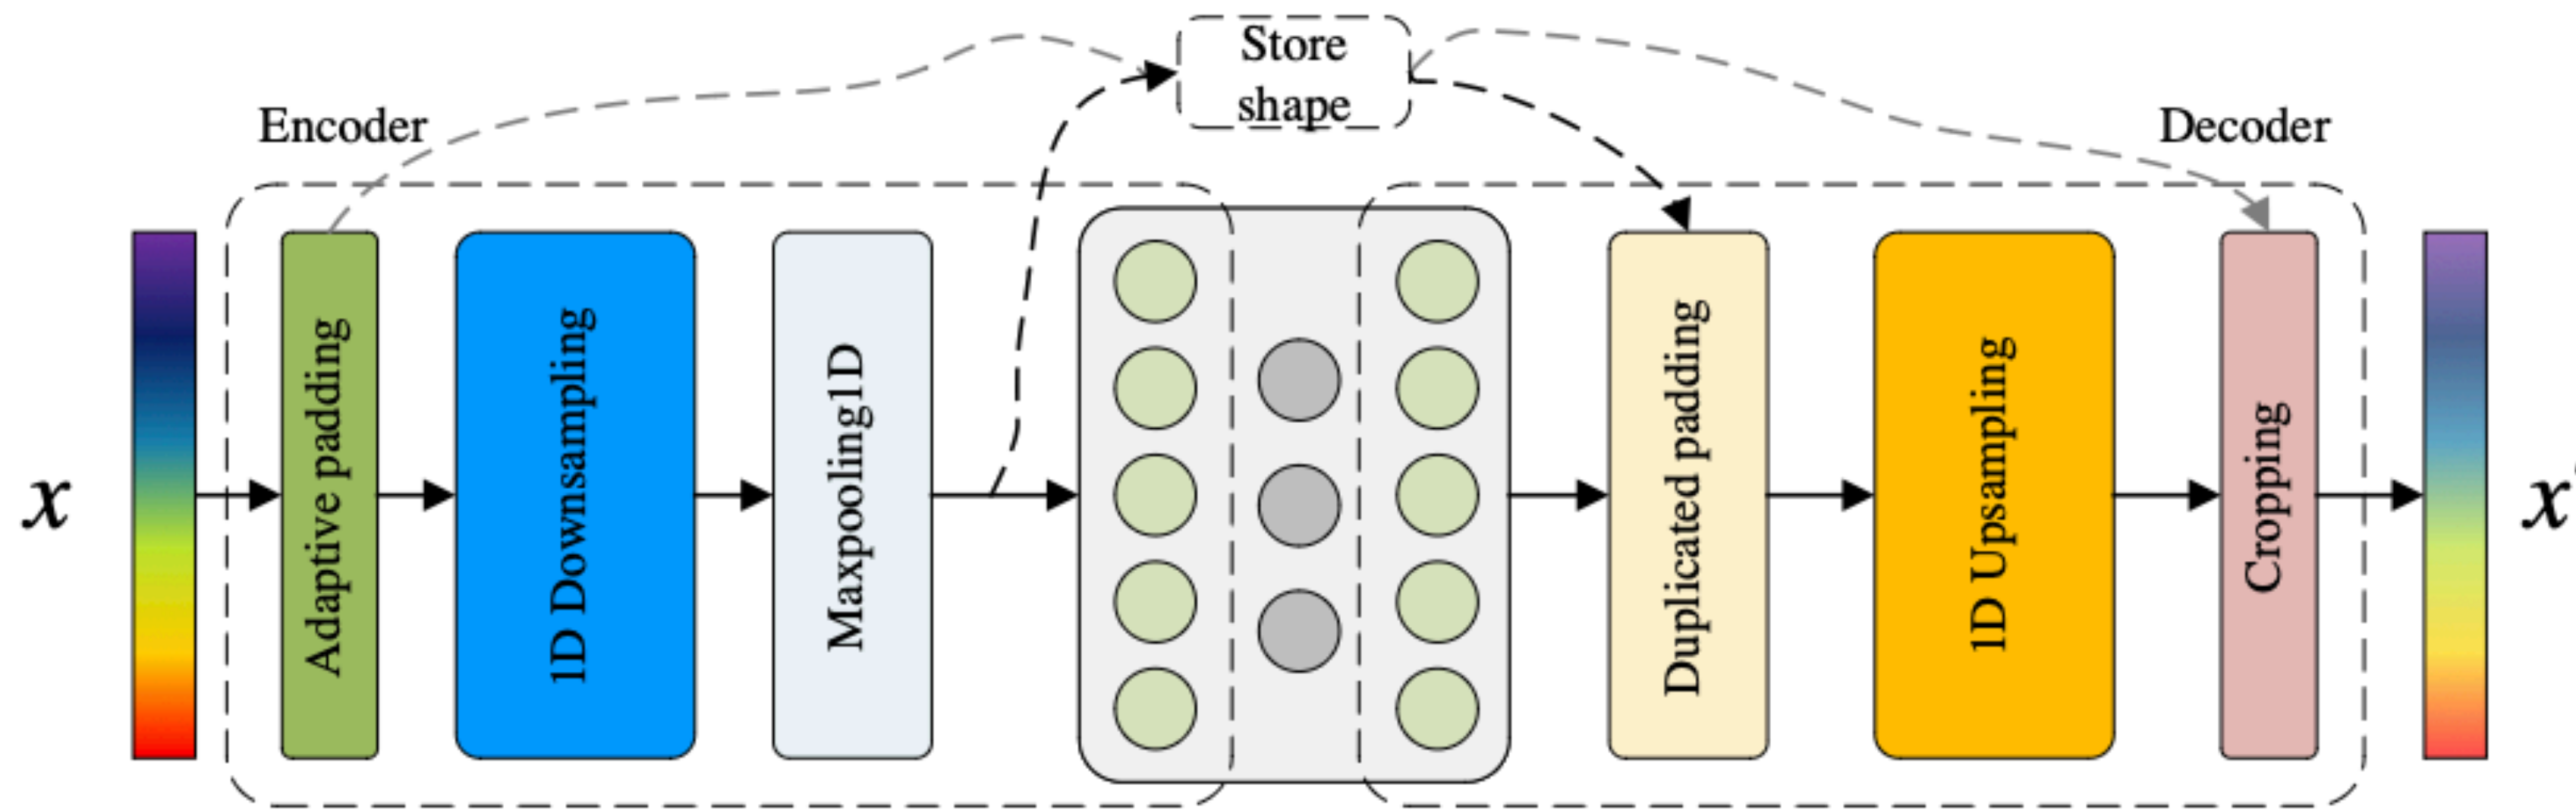 Store
shape
Encoder
Decoder
x
Adaptive padding
1D Downsampling
Maxpooling1D
Duplicated padding
1D Upsampling
Cropping
x'